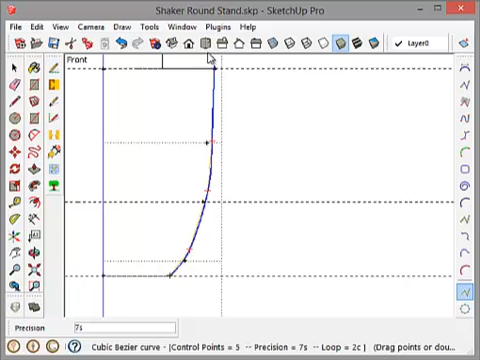 Shaker Round Stand.skp - SketchUp Pro
File Edit View Camera Draw Tools Window Plugins Help
Layer0
Front
Precision 7s
Cubic Bezier curve - [Control Points = 5 -- Precision = 7s -- Loop = 2c ] (Drag points or dou...